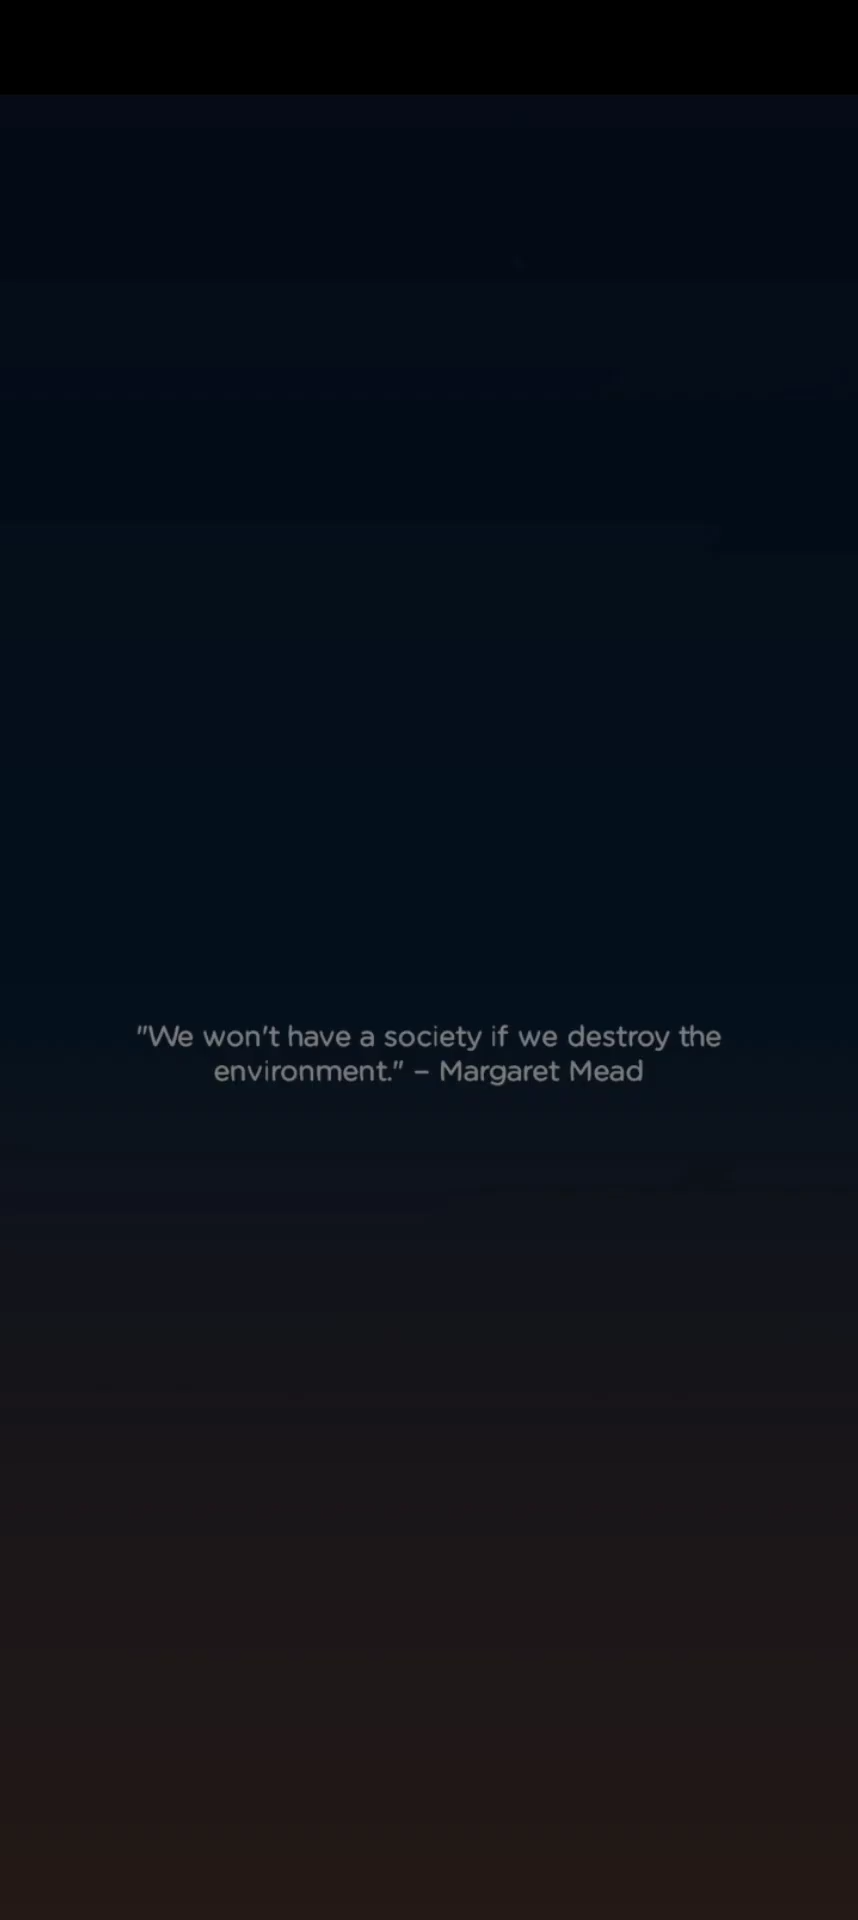 "We won't have a society if we destroy the
environment." – Margaret Mead